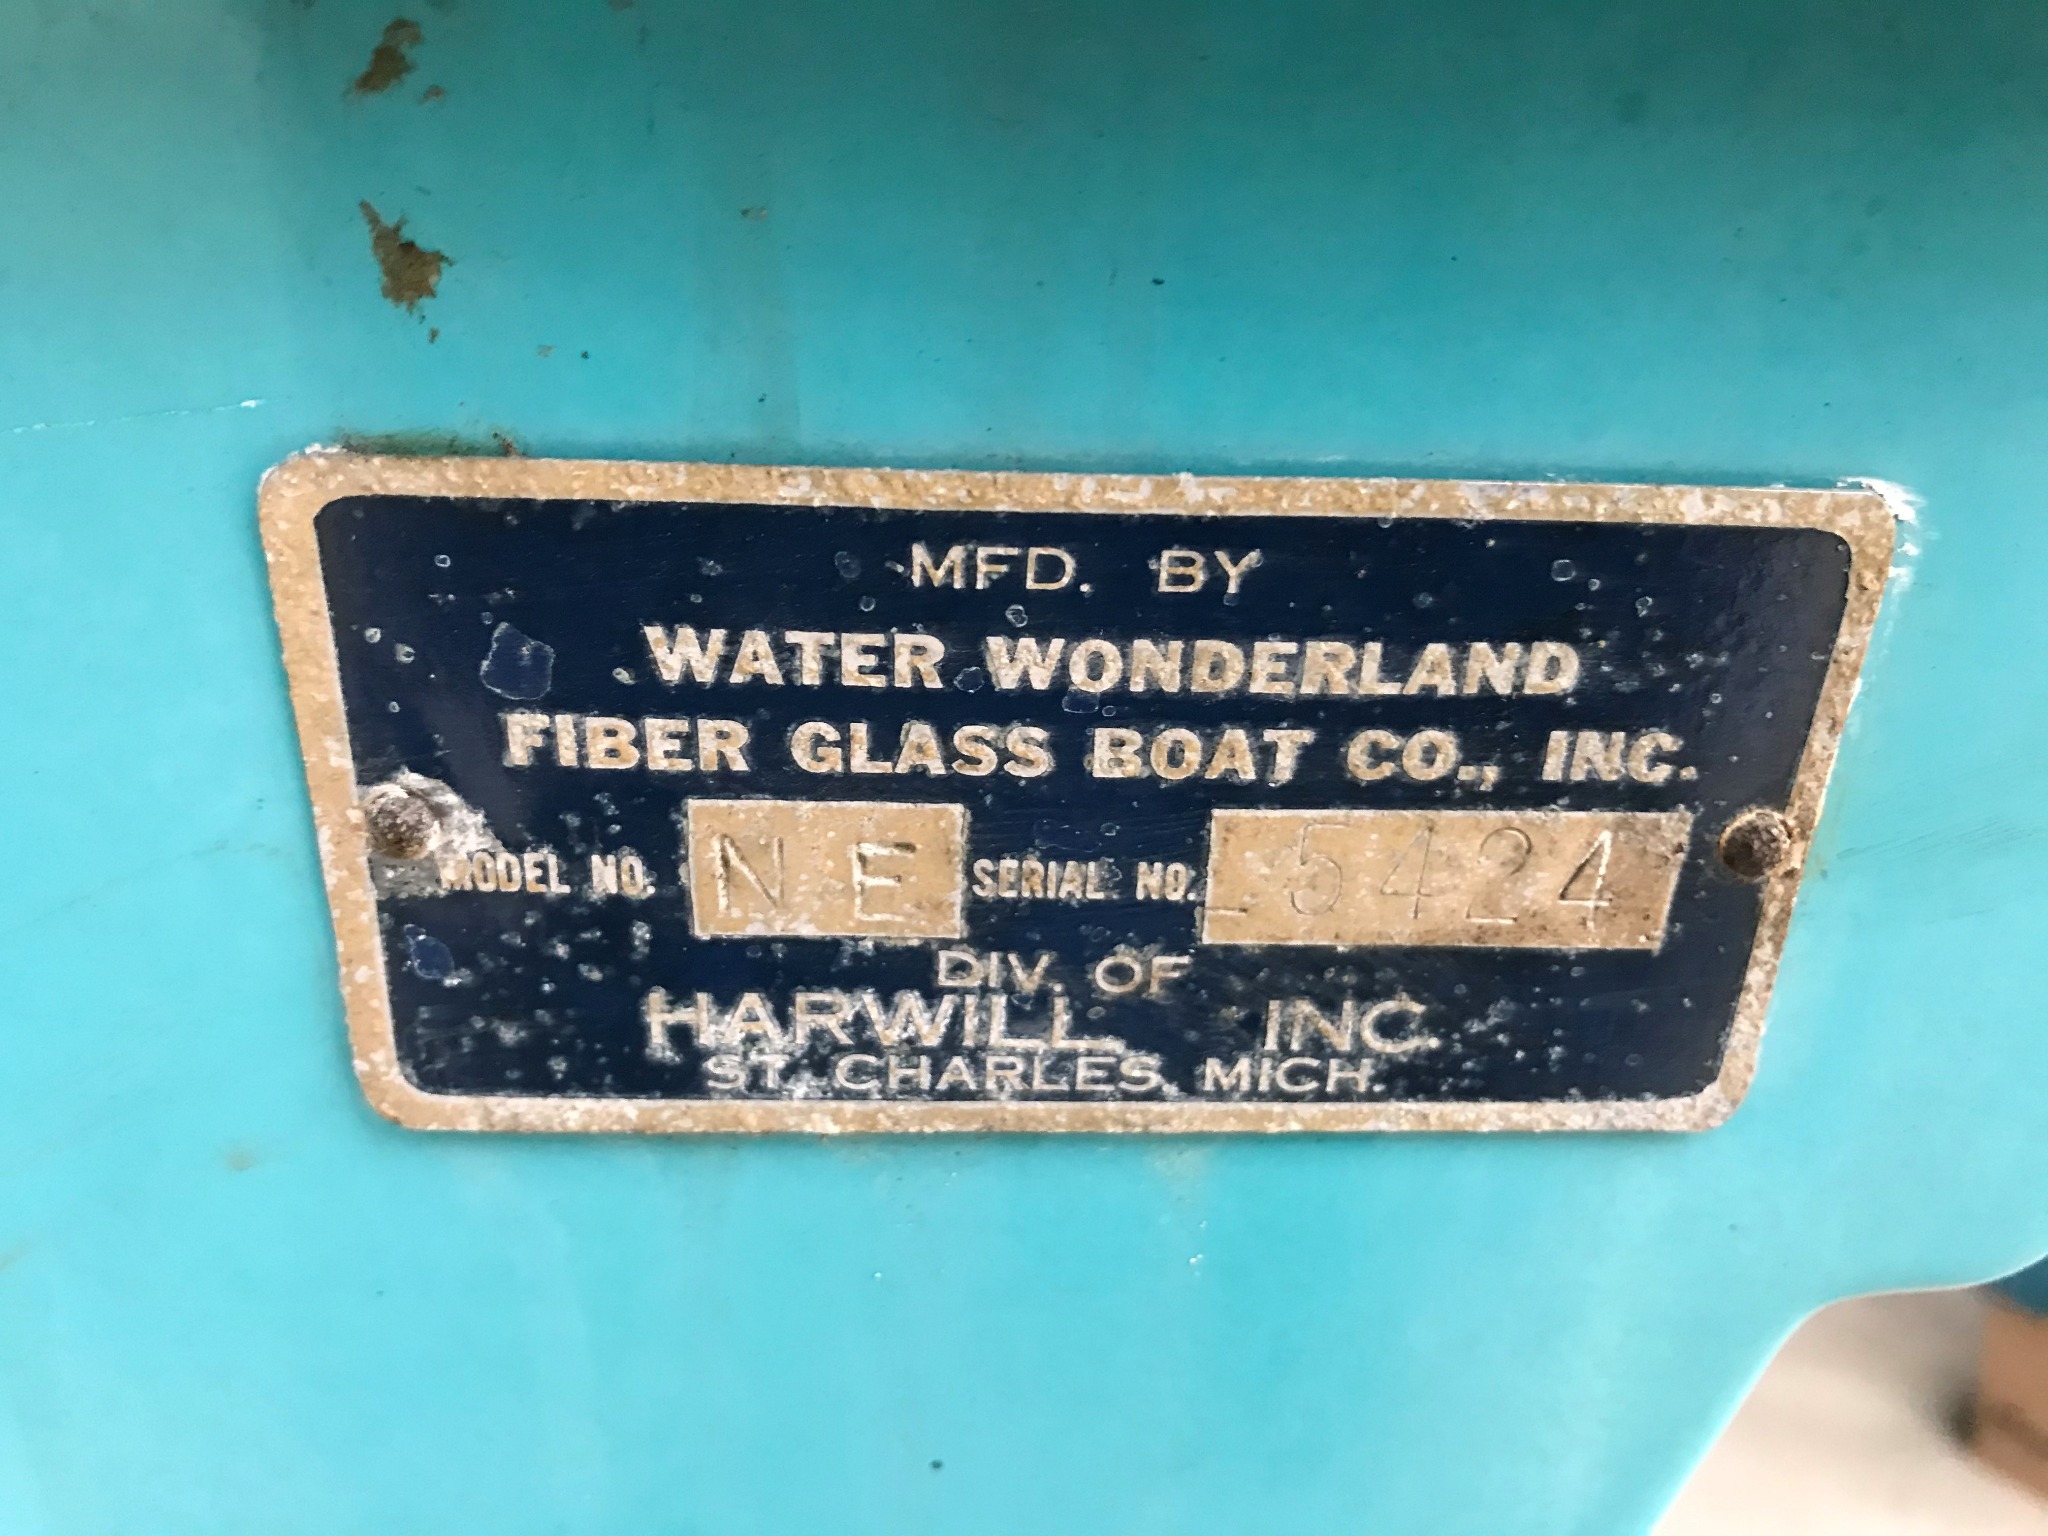 MFD. BY
WATER WONDERLAND
FIBER GLASS BOAT CO., INC.
MODEL NO. NE SERIAL NO. 5424
DIV. OF
HARWILL, INC.
ST. CHARLES, MICH.